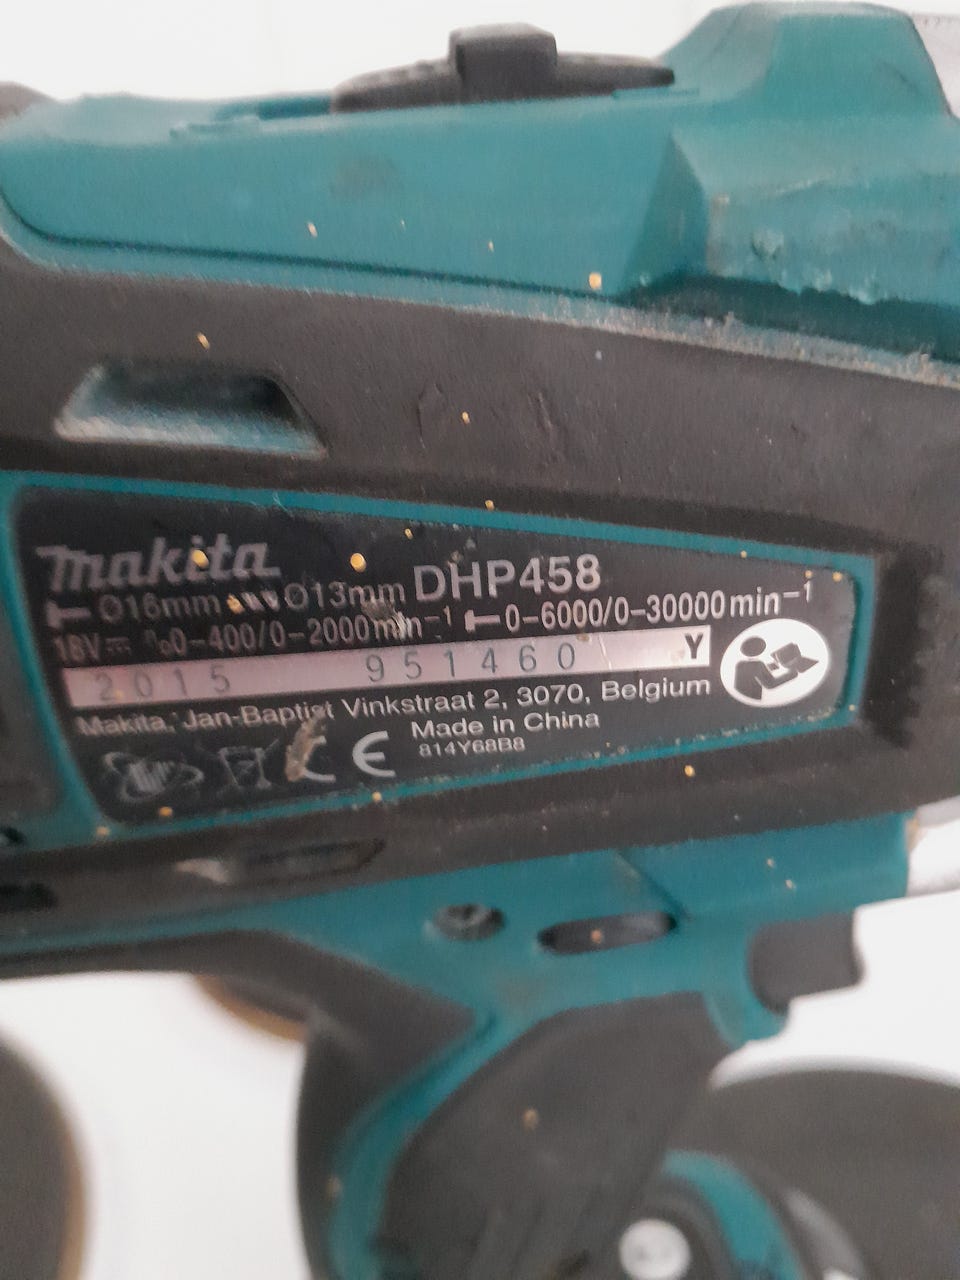 makita
Ø16mm Ø13mm DHP458
18V⎓ 0-400/0-2000min⁻¹ 0-6000/0-30000min⁻¹
2015 951460 Y
Makita, Jan-Baptist Vinkstraat 2, 3070, Belgium
Made in China
CE 814Y68B8